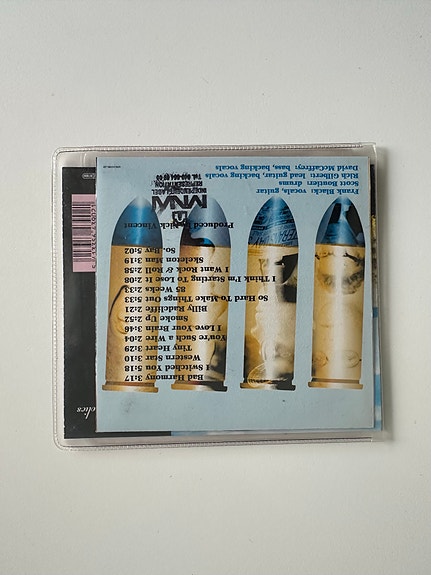 Bad Harmony 3:17
I Switched You 5:18
Western Star 3:10
Tiny Heart 3:29
You're Such a Wire 2:04
I Love Your Brain 3:46
Smoke Up 2:52
Billy Radcliffe 2:21
So Hard To Make Things Out 3:03
85 Weeks 2:33
I Think I'm Starting To Lose It 2:08
I Want Rock & Roll 2:58
Skeleton Man 3:19
So. Bay 5:02
Produced by Nick Vincent
MNW
REPRESENTATION
Frank Black: vocals, guitar
Scott Boutier: drums
Rich Gilbert: lead guitar, backing vocals
David McCaffrey: bass, backing vocals